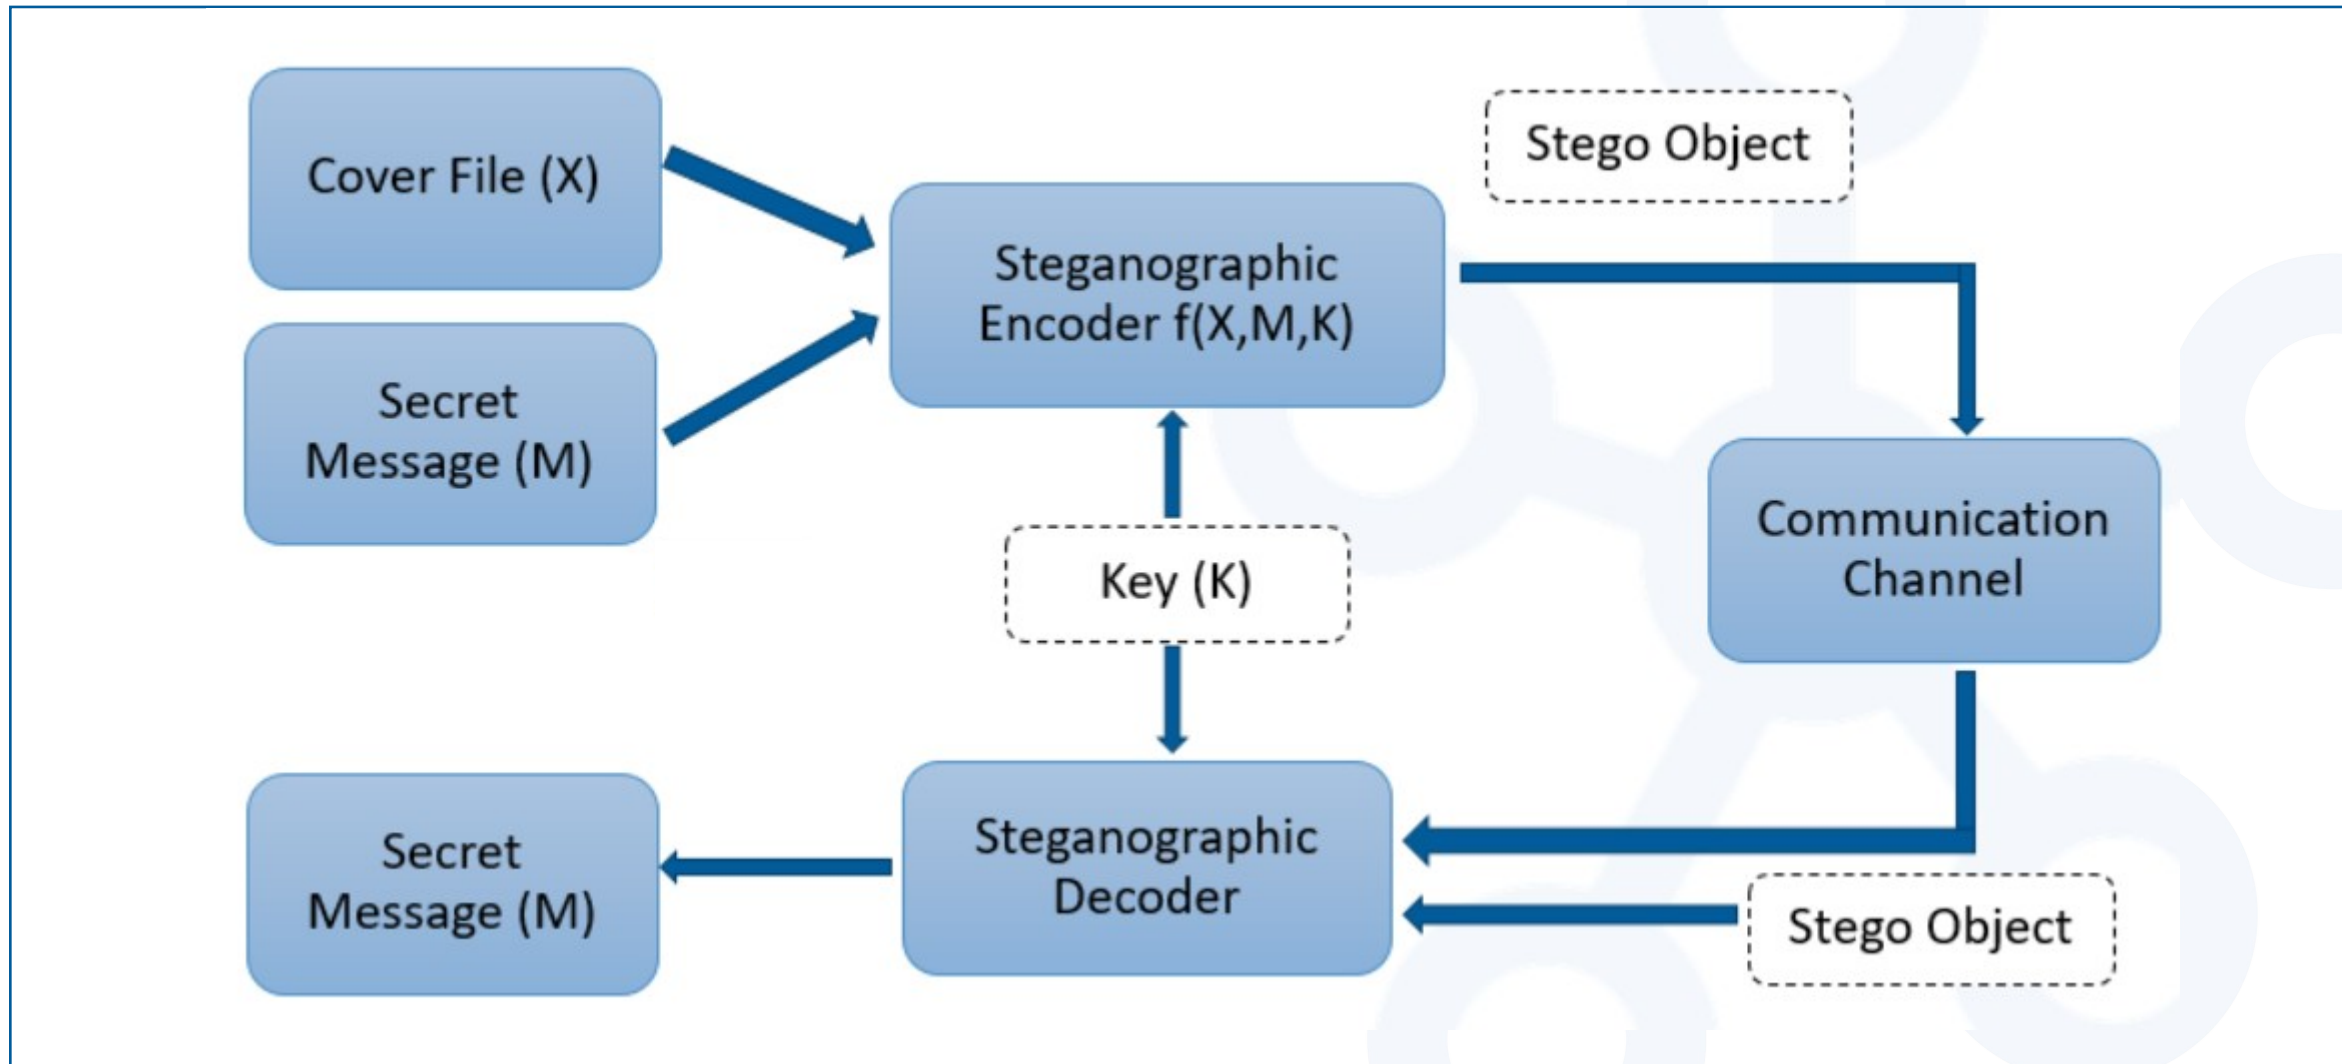 Cover File (X)
Secret
Message (M)
Steganographic
Encoder f(X,M,K)
Stego Object
Key (K)
Communication
Channel
Secret
Message (M)
Steganographic
Decoder
Stego Object